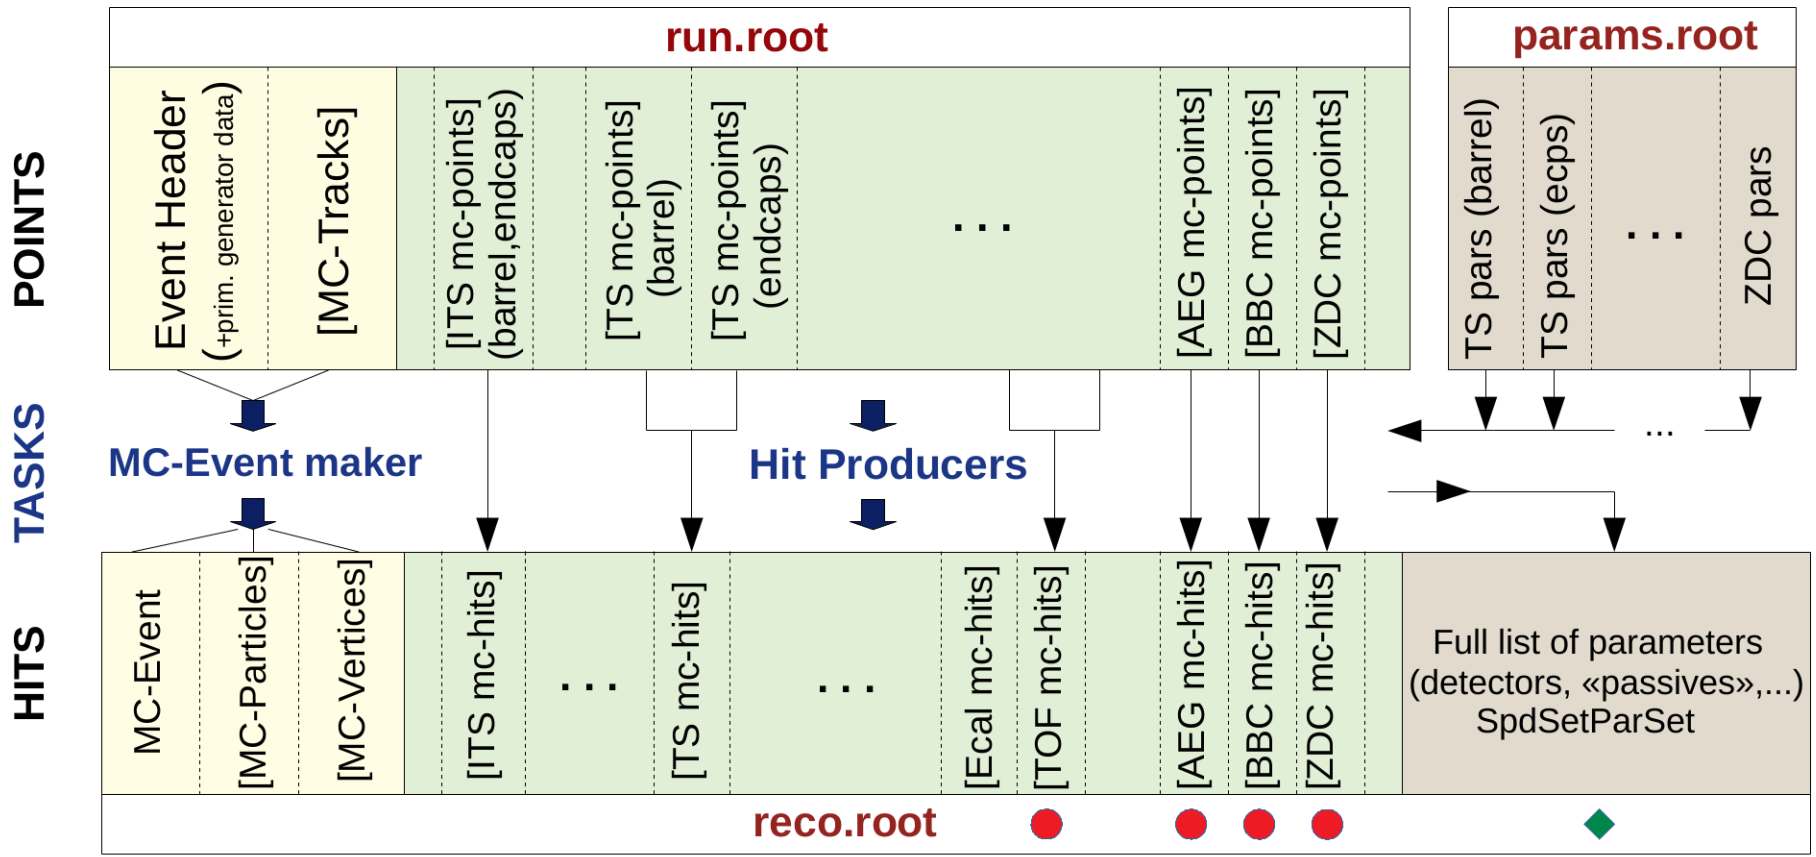 run.root
params.root
POINTS
Event Header
(+prim. generator data)
[MC-Tracks]
[ITS mc-points]
(barrel,endcaps)
[TS mc-points]
(barrel)
[TS mc-points]
(endcaps)
...
[AEG mc-points]
[BBC mc-points]
[ZDC mc-points]
TS pars (barrel)
TS pars (ecps)
...
ZDC pars
TASKS
MC-Event maker
Hit Producers
...
HITS
MC-Event
[MC-Particles]
[MC-Vertices]
[ITS mc-hits]
...
[TS mc-hits]
...
[Ecal mc-hits]
[TOF mc-hits]
[AEG mc-hits]
[BBC mc-hits]
[ZDC mc-hits]
Full list of parameters
(detectors, «passives»,...)
SpdSetParSet
reco.root